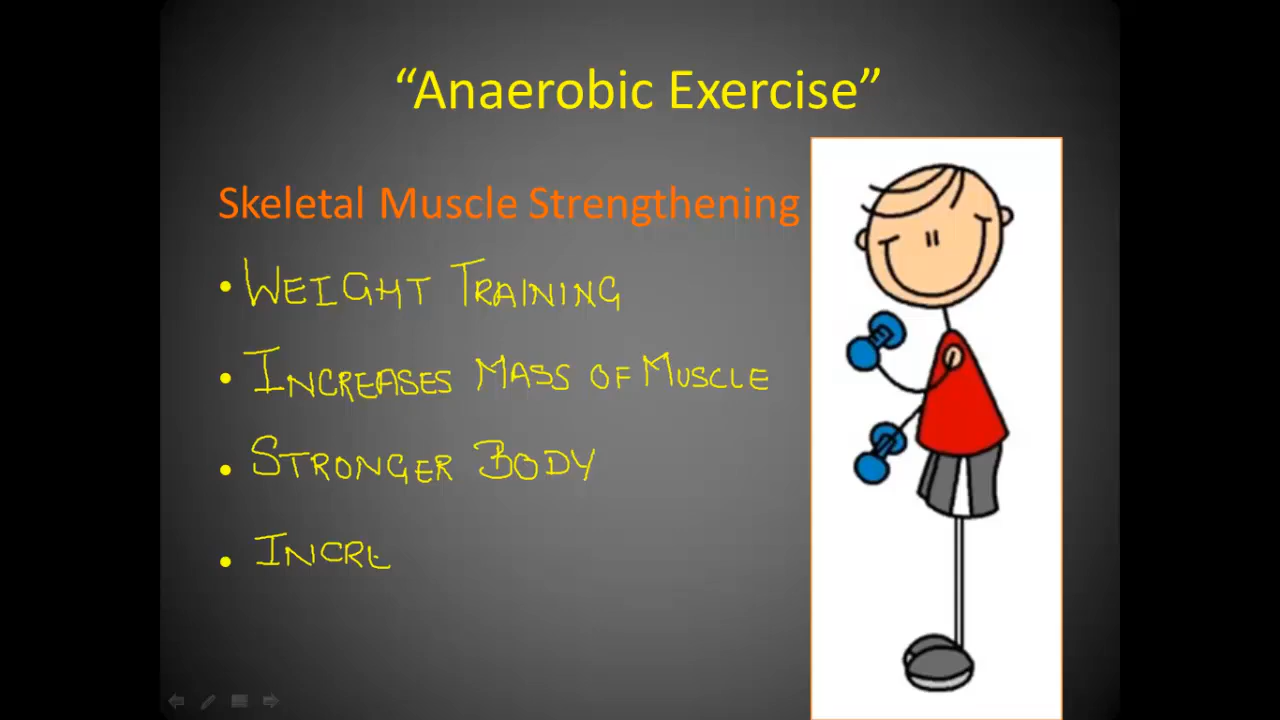 “Anaerobic Exercise”
Skeletal Muscle Strengthening
• WEIGHT TRAINING
• INCREASES MASS OF MUSCLE
• STRONGER BODY
• INCRE